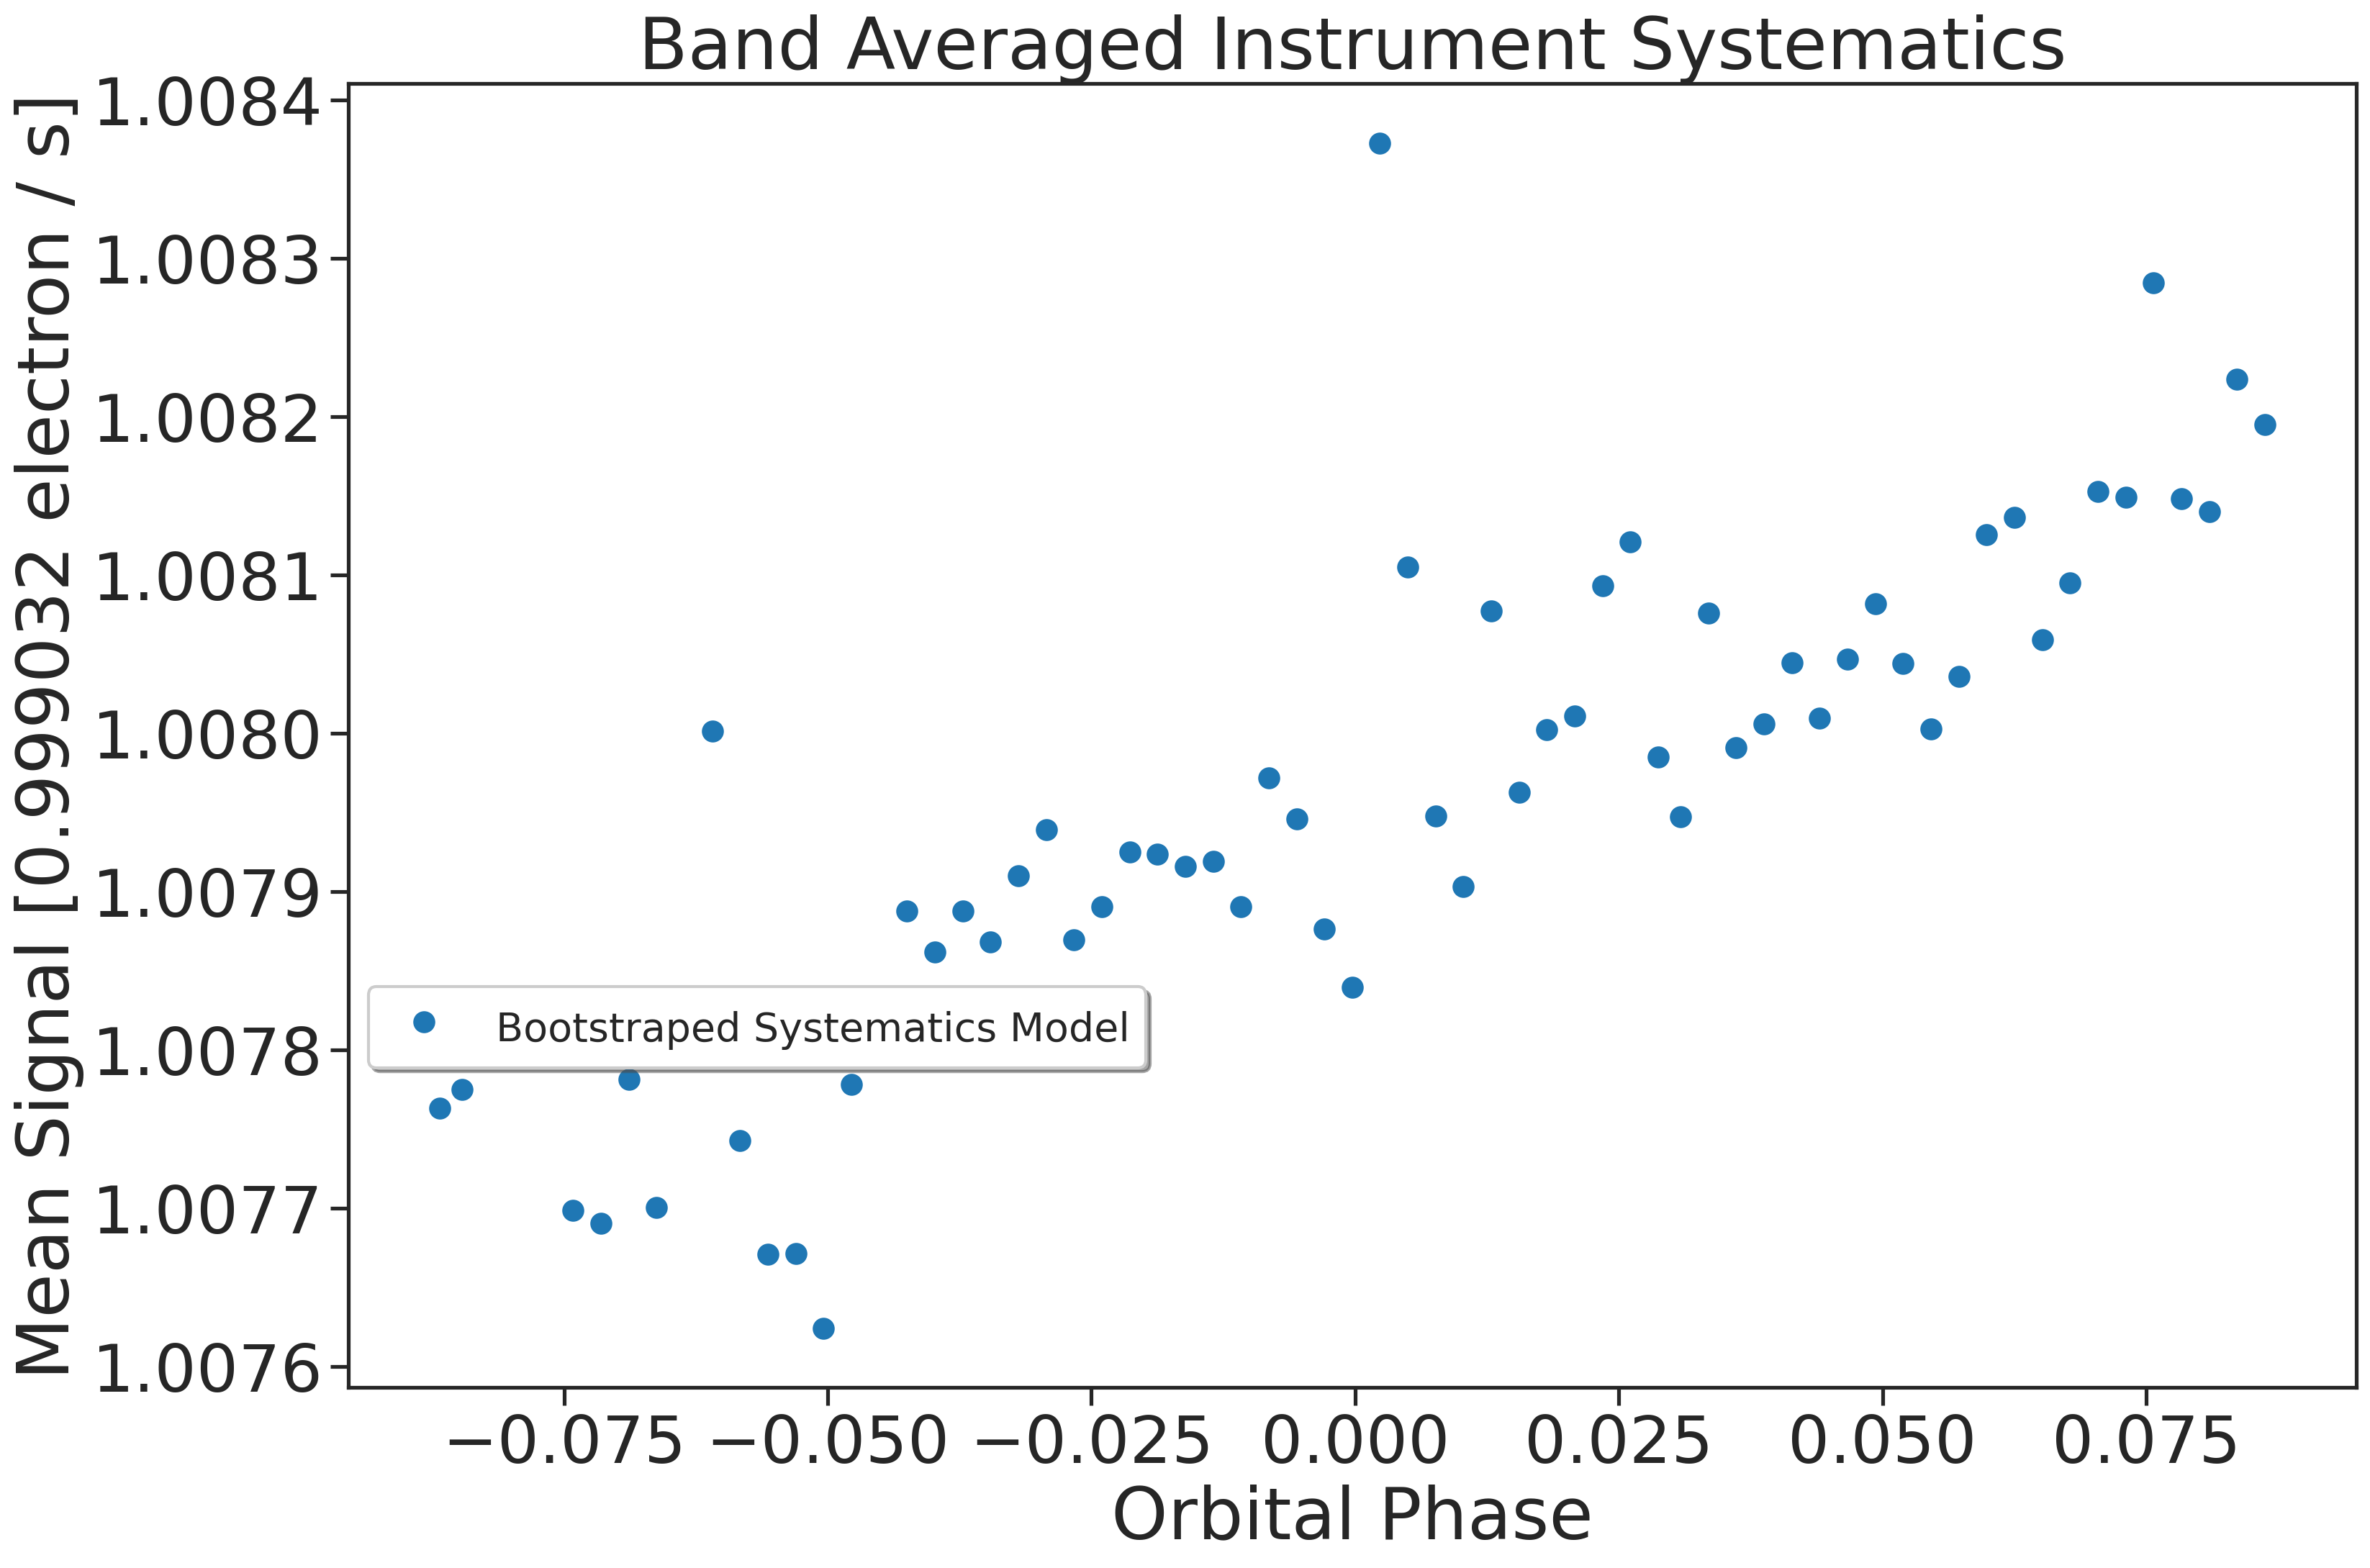 Band Averaged Instrument Systematics
Mean Signal [0.999032 electron / s]
1.0084
1.0083
1.0082
1.0081
1.0080
1.0079
1.0078
1.0077
1.0076
Bootstraped Systematics Model
−0.075 −0.050 −0.025 0.000 0.025 0.050 0.075
Orbital Phase